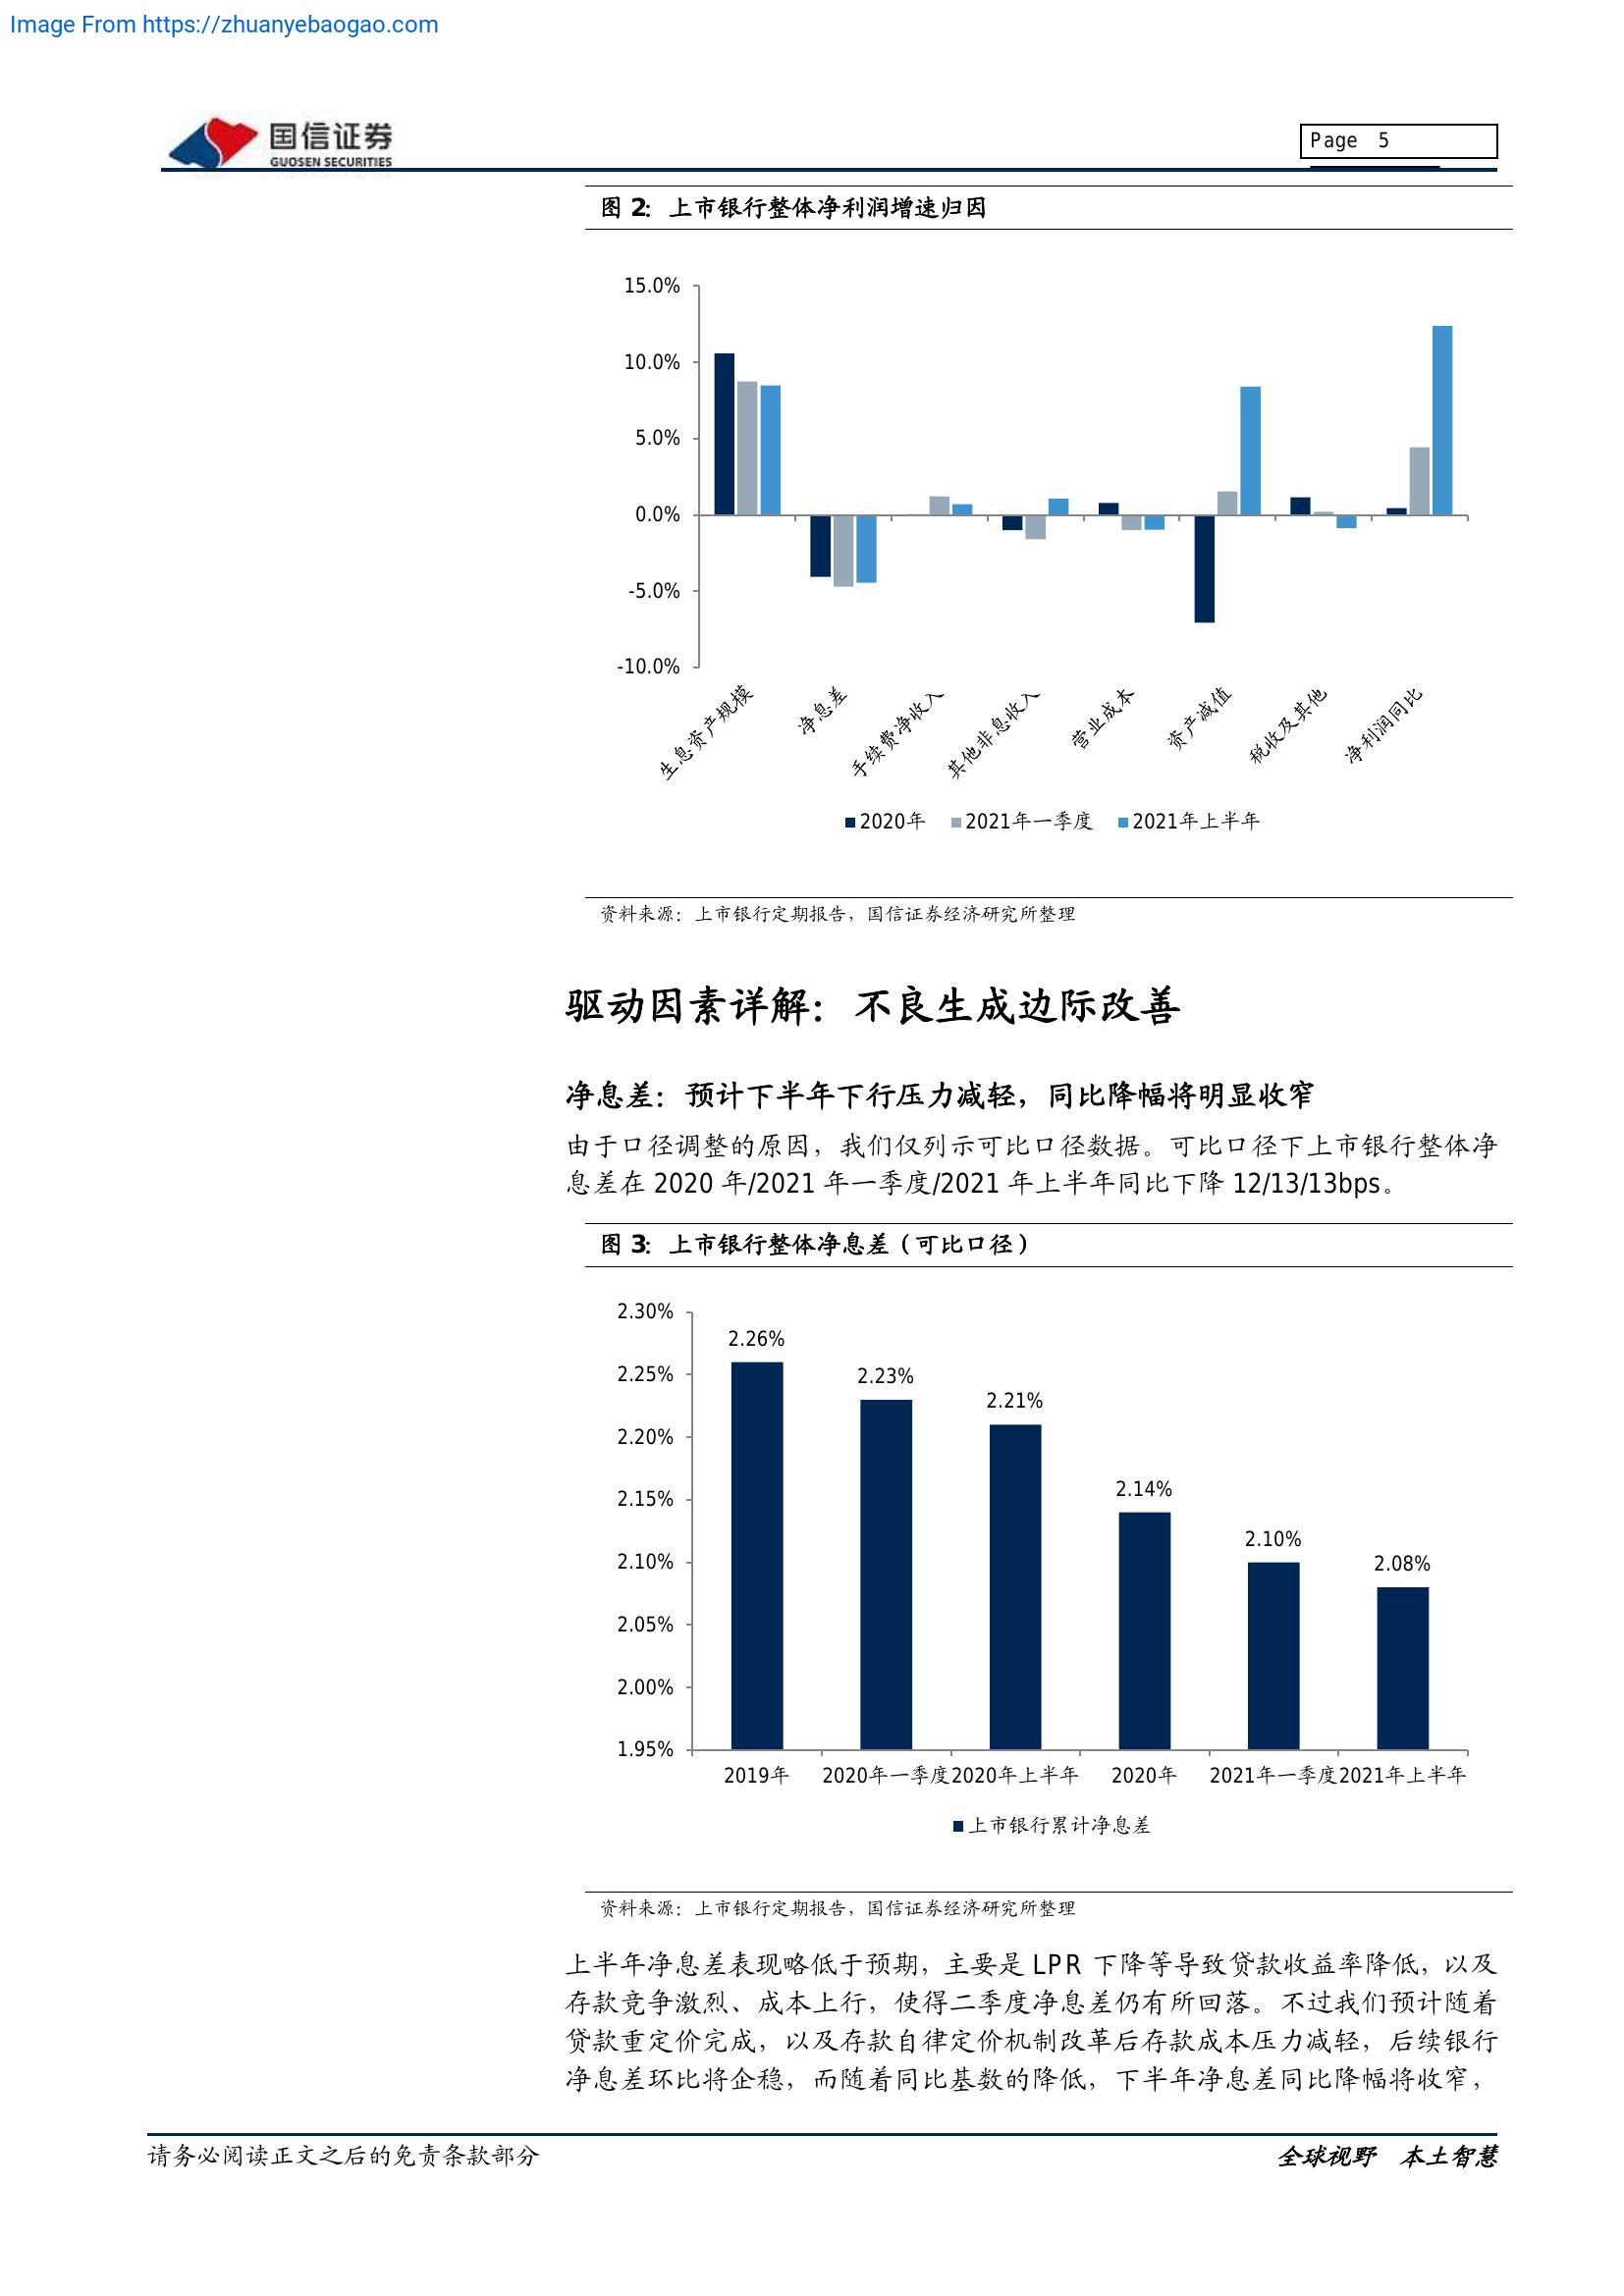 Image From https://zhuanyebaogao.com
国信证券
GUOSEN SECURITIES
Page 5
图 2：上市银行整体净利润增速归因
15.0%
10.0%
5.0%
0.0%
-5.0%
-10.0%
生息资产规模
净息差
手续费净收入
其他非息收入
营业成本
资产减值
税收及其他
净利润同比
2020年 2021年一季度 2021年上半年
资料来源：上市银行定期报告，国信证券经济研究所整理
驱动因素详解：不良生成边际改善
净息差：预计下半年下行压力减轻，同比降幅将明显收窄
由于口径调整的原因，我们仅列示可比口径数据。可比口径下上市银行整体净
息差在 2020 年/2021 年一季度/2021 年上半年同比下降 12/13/13bps。
图 3：上市银行整体净息差（可比口径）
2.30%
2.25%
2.20%
2.15%
2.10%
2.05%
2.00%
1.95%
2.26%
2.23%
2.21%
2.14%
2.10%
2.08%
2019年 2020年一季度 2020年上半年 2020年 2021年一季度 2021年上半年
上市银行累计净息差
资料来源：上市银行定期报告，国信证券经济研究所整理
上半年净息差表现略低于预期，主要是 LPR 下降等导致贷款收益率降低，以及
存款竞争激烈、成本上行，使得二季度净息差仍有所回落。不过我们预计随着
贷款重定价完成，以及存款自律定价机制改革后存款成本压力减轻，后续银行
净息差环比将企稳，而随着同比基数的降低，下半年净息差同比降幅将收窄，
请务必阅读正文之后的免责条款部分
全球视野 本土智慧